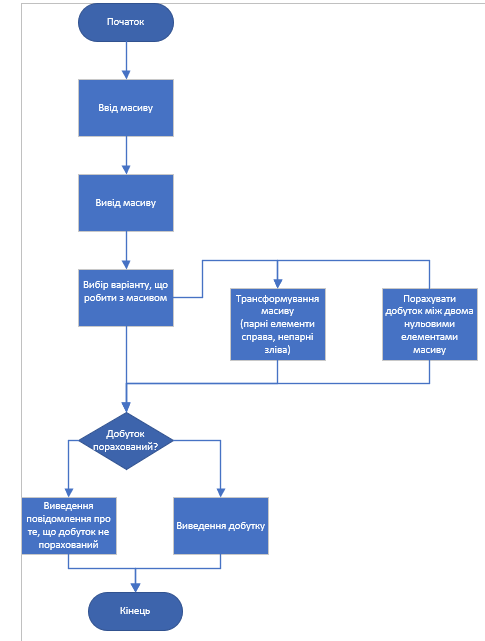 Початок
Ввід масиву
Вивід масиву
Вибір варіанту, що
робити з масивом
Трансформування
масиву
(парні елементи
справа, непарні
зліва)
Порахувати
добуток між двома
нульовими
елементами
масиву
Добуток
порахований?
Виведення
повідомлення про
те, що добуток не
порахований
Виведення добутку
Кінець